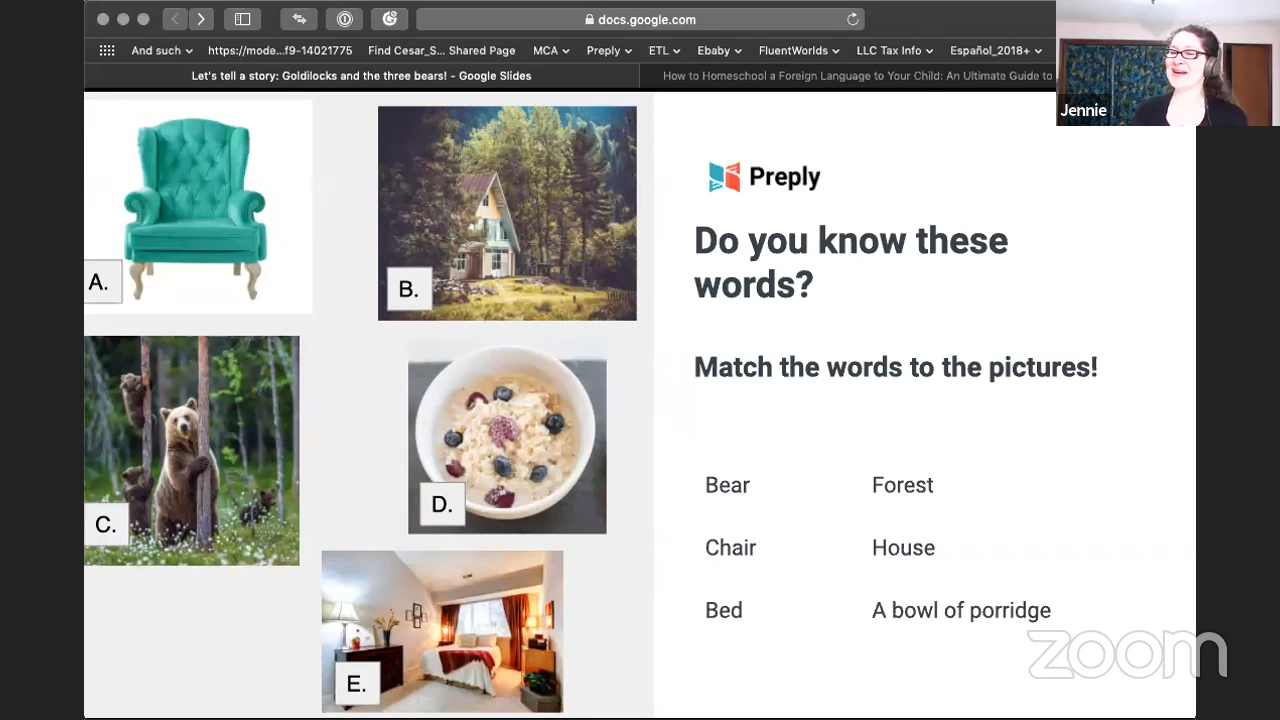 docs.google.com
And such
https://mode...f9-14021775
Find Cesar_S... Shared Page
MCA
Preply
ETL
Ebaby
FluentWorlds
LLC Tax Info
Español_2018+
Let's tell a story: Goldilocks and the three bears! - Google Slides
How to Homeschool a Foreign Language to Your Child: An Ultimate Guide to
Jennie
A.
B.
C.
D.
E.
Preply
Do you know these
words?
Match the words to the pictures!
Bear
Forest
Chair
House
Bed
A bowl of porridge
zoom